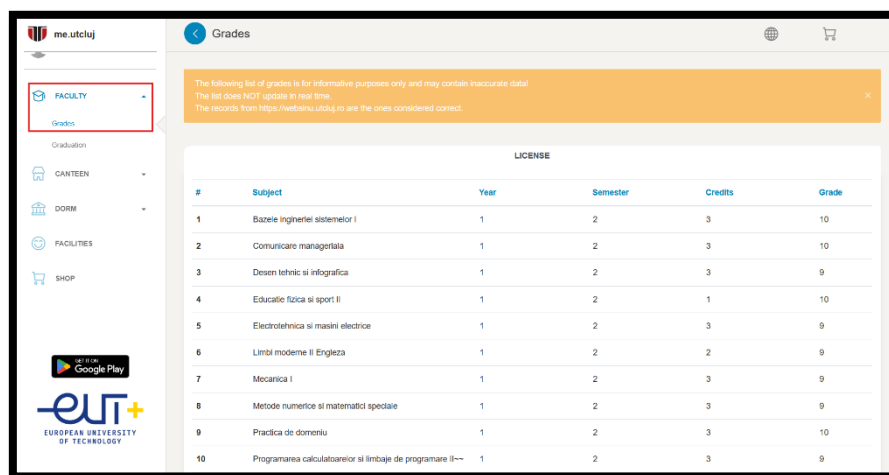 me.utcluj
Grades
FACULTY
Grades
Graduation
CANTEEN
DORM
FACILITIES
SHOP
GET IT ON
Google Play
EUT+
EUROPEAN UNIVERSITY
OF TECHNOLOGY
The following list of grades is for informative purposes only and may contain inaccurate data!
The list does NOT update in real time.
The records from https://websinu.utcluj.ro are the ones considered correct.
×
LICENSE
# Subject Year Semester Credits Grade
1 Bazele ingineriei sistemelor I 1 2 3 10
2 Comunicare manageriala 1 2 3 10
3 Desen tehnic si infografica 1 2 3 9
4 Educatie fizica si sport II 1 2 1 10
5 Electrotehnica si masini electrice 1 2 3 9
6 Limbi moderne II Engleza 1 2 2 9
7 Mecanica I 1 2 3 9
8 Metode numerice si matematici speciale 1 2 3 9
9 Practica de domeniu 1 2 3 10
10 Programarea calculatoarelor si limbaje de programare II~~ 1 2 3 9